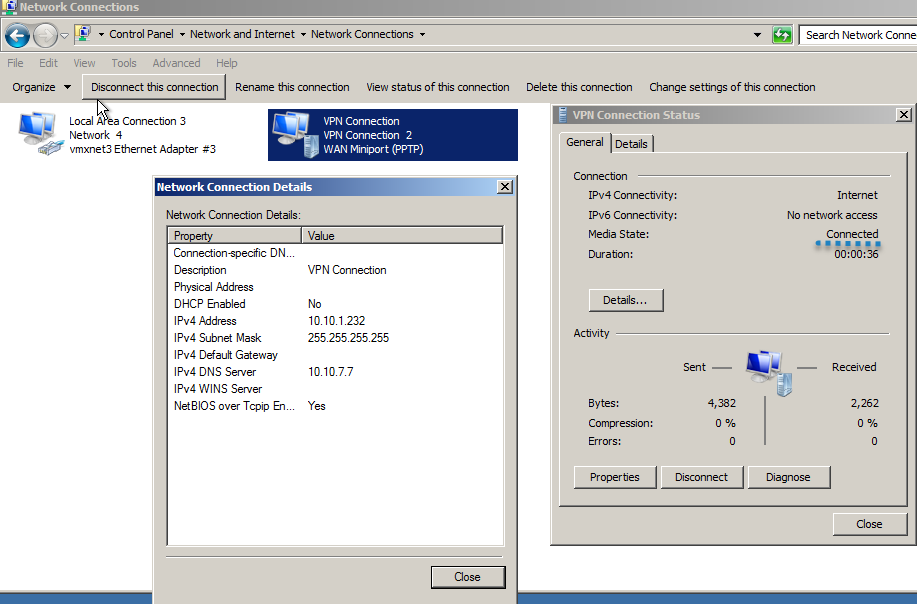 Network Connections
Control Panel Network and Internet Network Connections
Search Network Conne
File Edit View Tools Advanced Help
Organize Disconnect this connection Rename this connection View status of this connection Delete this connection Change settings of this connection
Local Area Connection 3
Network 4
vmxnet3 Ethernet Adapter #3
VPN Connection
VPN Connection 2
WAN Miniport (PPTP)
Network Connection Details
Network Connection Details:
Property Value
Connection-specific DN...
Description VPN Connection
Physical Address
DHCP Enabled No
IPv4 Address 10.10.1.232
IPv4 Subnet Mask 255.255.255.255
IPv4 Default Gateway
IPv4 DNS Server 10.10.7.7
IPv4 WINS Server
NetBIOS over Tcpip En... Yes
Close
VPN Connection Status
General Details
Connection
IPv4 Connectivity: Internet
IPv6 Connectivity: No network access
Media State: Connected
Duration: 00:00:36
Details...
Activity
Sent Received
Bytes: 4,382 2,262
Compression: 0 % 0 %
Errors: 0 0
Properties Disconnect Diagnose
Close